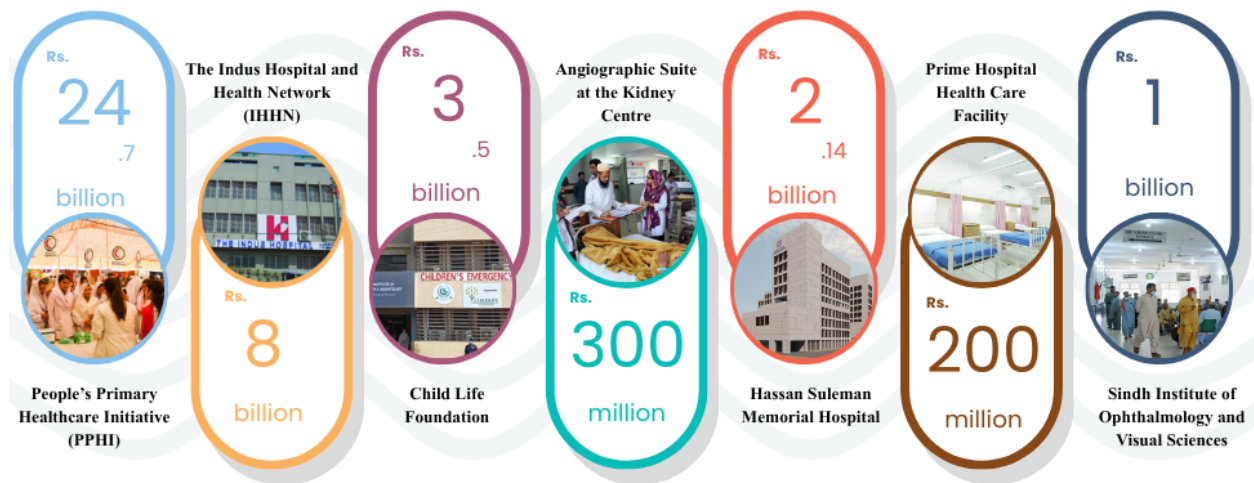 Rs.
24
.7
billion
People's Primary
Healthcare Initiative
(PPHI)
The Indus Hospital and
Health Network
(IHHN)
THE INDUS HOSPITAL
Rs.
8
billion
Rs.
3
.5
billion
CHILDREN'S EMERGENCY
Child Life
Foundation
Angiographic Suite
at the Kidney
Centre
Rs.
300
million
Rs.
2
.14
billion
Hassan Suleman
Memorial Hospital
Prime Hospital
Health Care
Facility
Rs.
200
million
Rs.
1
billion
Sindh Institute of
Ophthalmology and
Visual Sciences